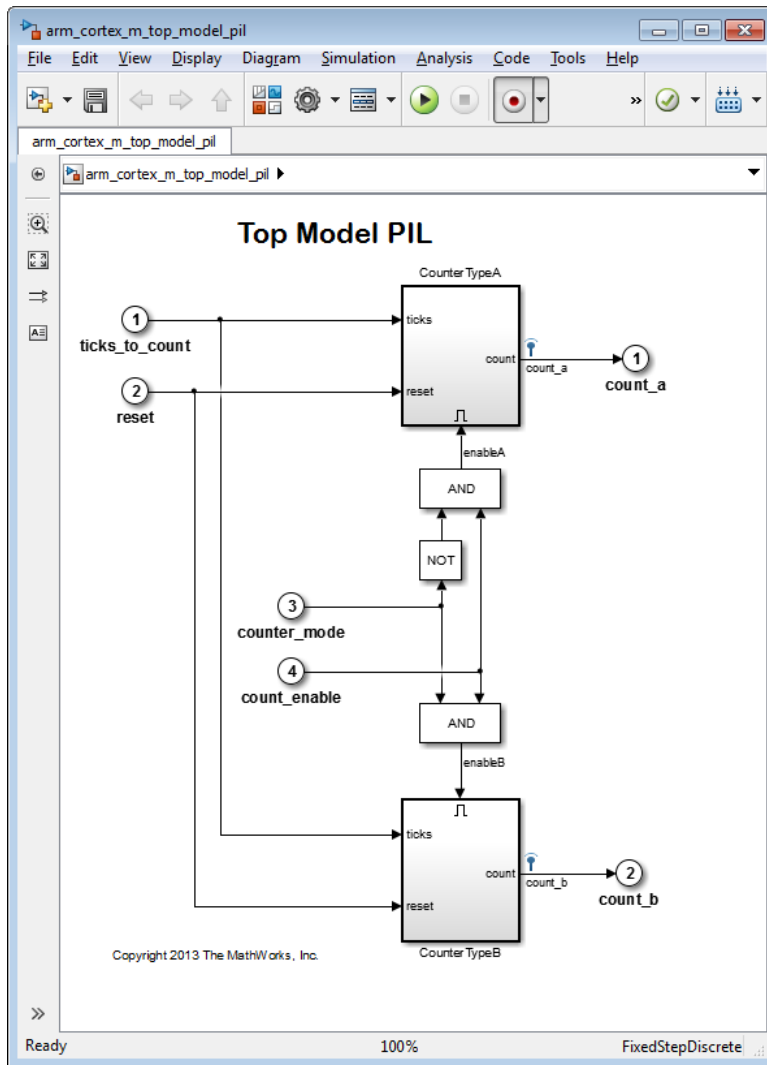 arm_cortex_m_top_model_pil
File Edit View Display Diagram Simulation Analysis Code Tools Help
»
arm_cortex_m_top_model_pil
arm_cortex_m_top_model_pil
Top Model PIL
CounterTypeA
1
ticks_to_count
ticks
count
count_a
1
count_a
2
reset
reset
enableA
AND
NOT
3
counter_mode
4
count_enable
AND
enableB
ticks
count
count_b
2
count_b
reset
CounterTypeB
Copyright 2013 The MathWorks, Inc.
»
Ready 100% FixedStepDiscrete